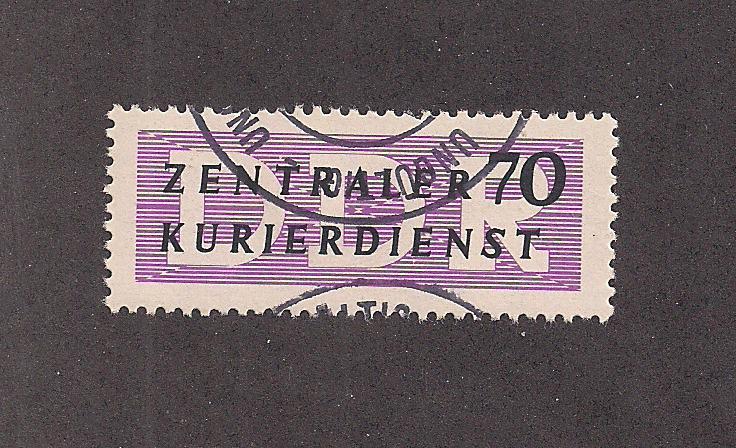 ZENTRALER 70
KURIERDIENST
DDR